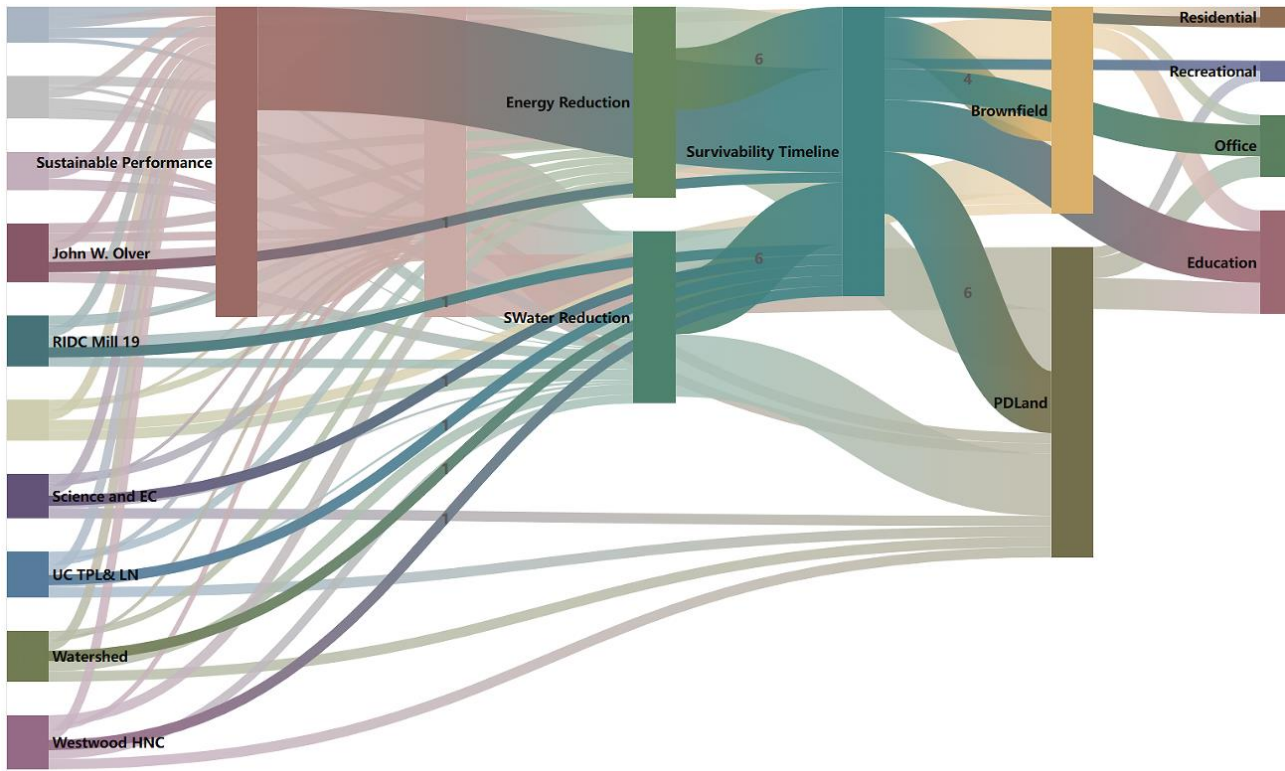 Residential
6
Recreational
4
Energy Reduction
Brownfield
Office
Survivability Timeline
Sustainable Performance
1
John W. Olver
6
Education
6
1
SWater Reduction
RIDC Mill 19
1
PDLand
1
1
Science and EC
1
UC TPL& LN
Watershed
Westwood HNC